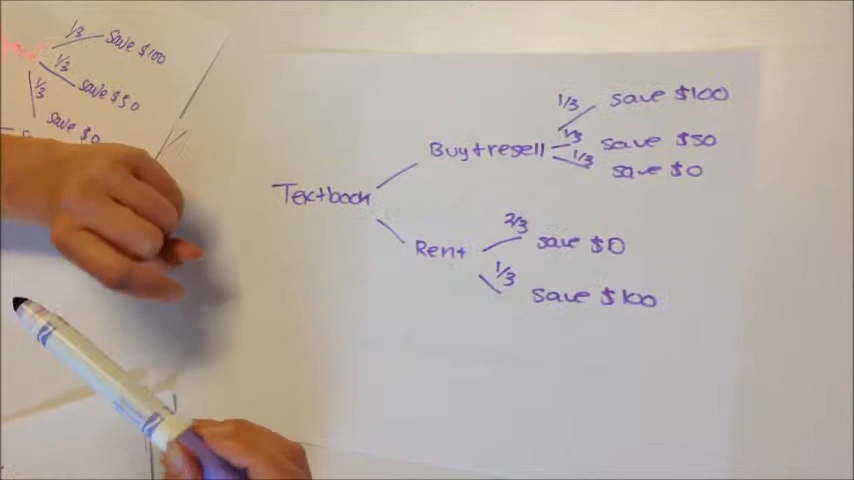 1/3 save $100
1/3 save $50
1/3 save $0
1/3 save $100
1/3 save $50
1/3 save $0
Textbook
Buy+resell
Rent
2/3 save $0
1/3 save $100